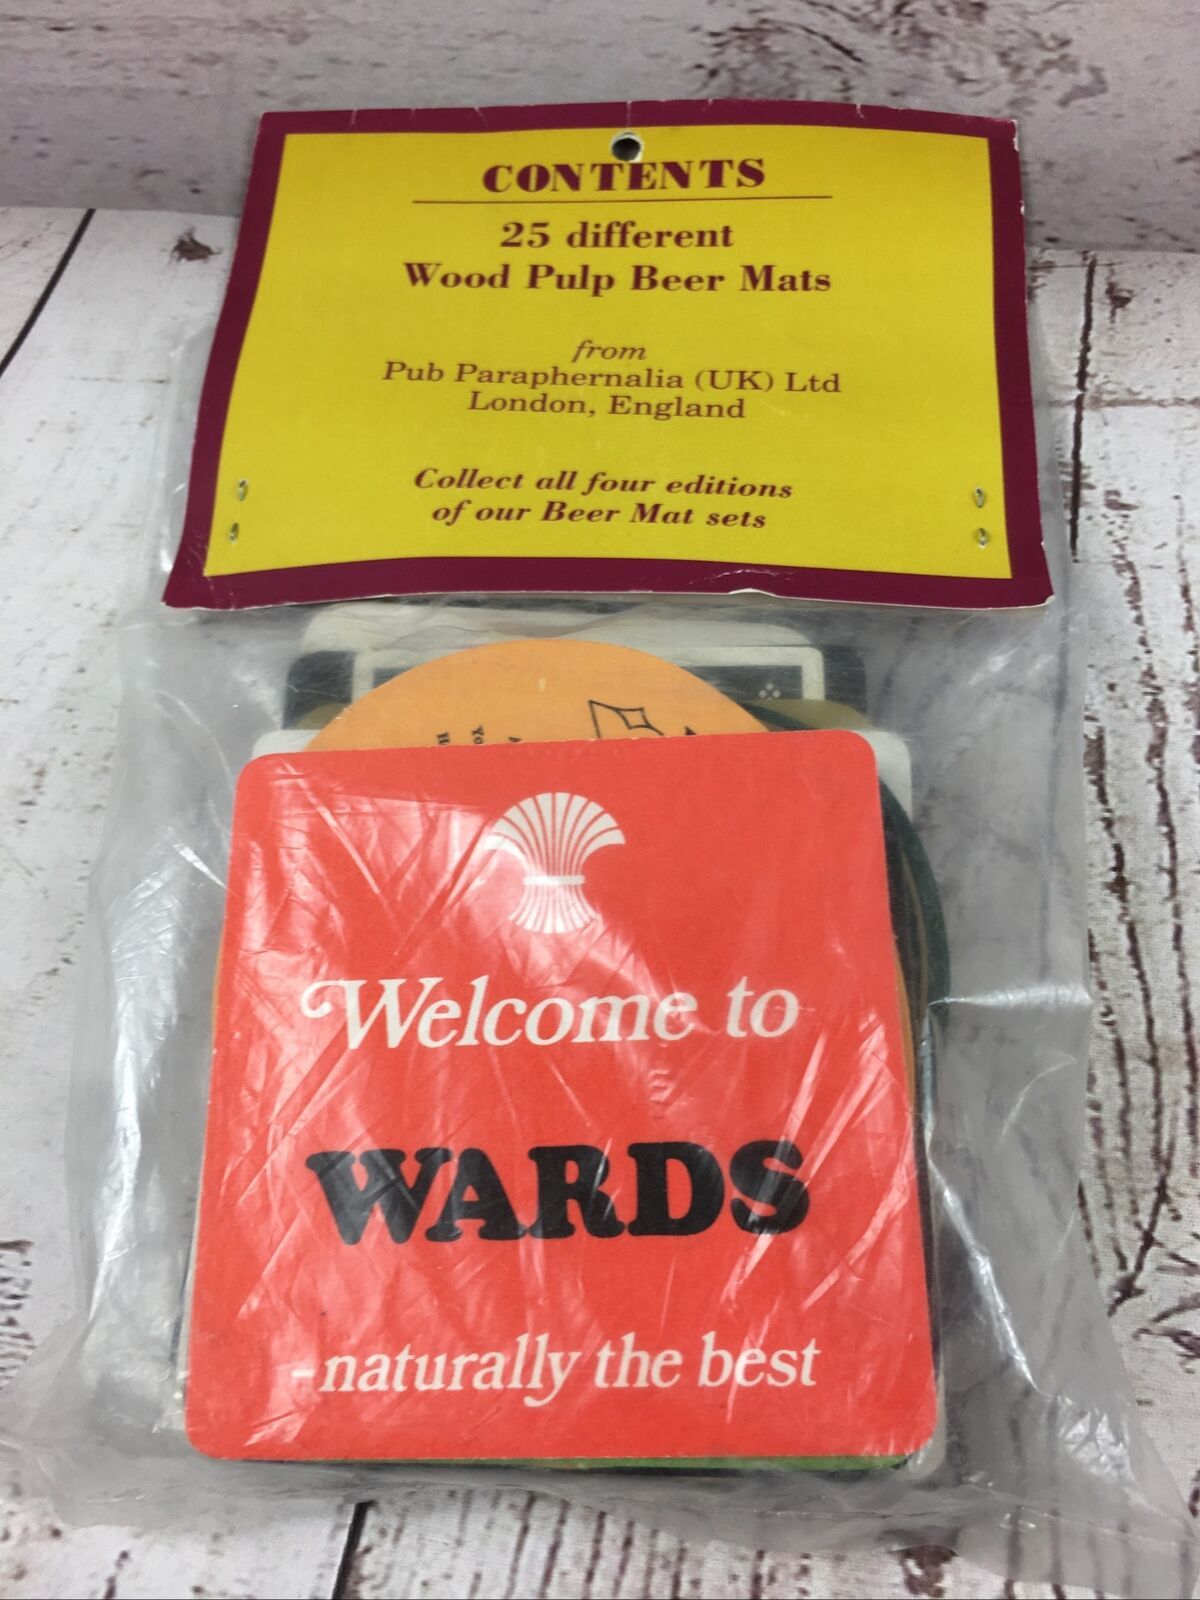 CONTENTS
25 different
Wood Pulp Beer Mats
from
Pub Paraphernalia (UK) Ltd
London, England
Collect all four editions
of our Beer Mat sets
Welcome to
WARDS
-naturally the best